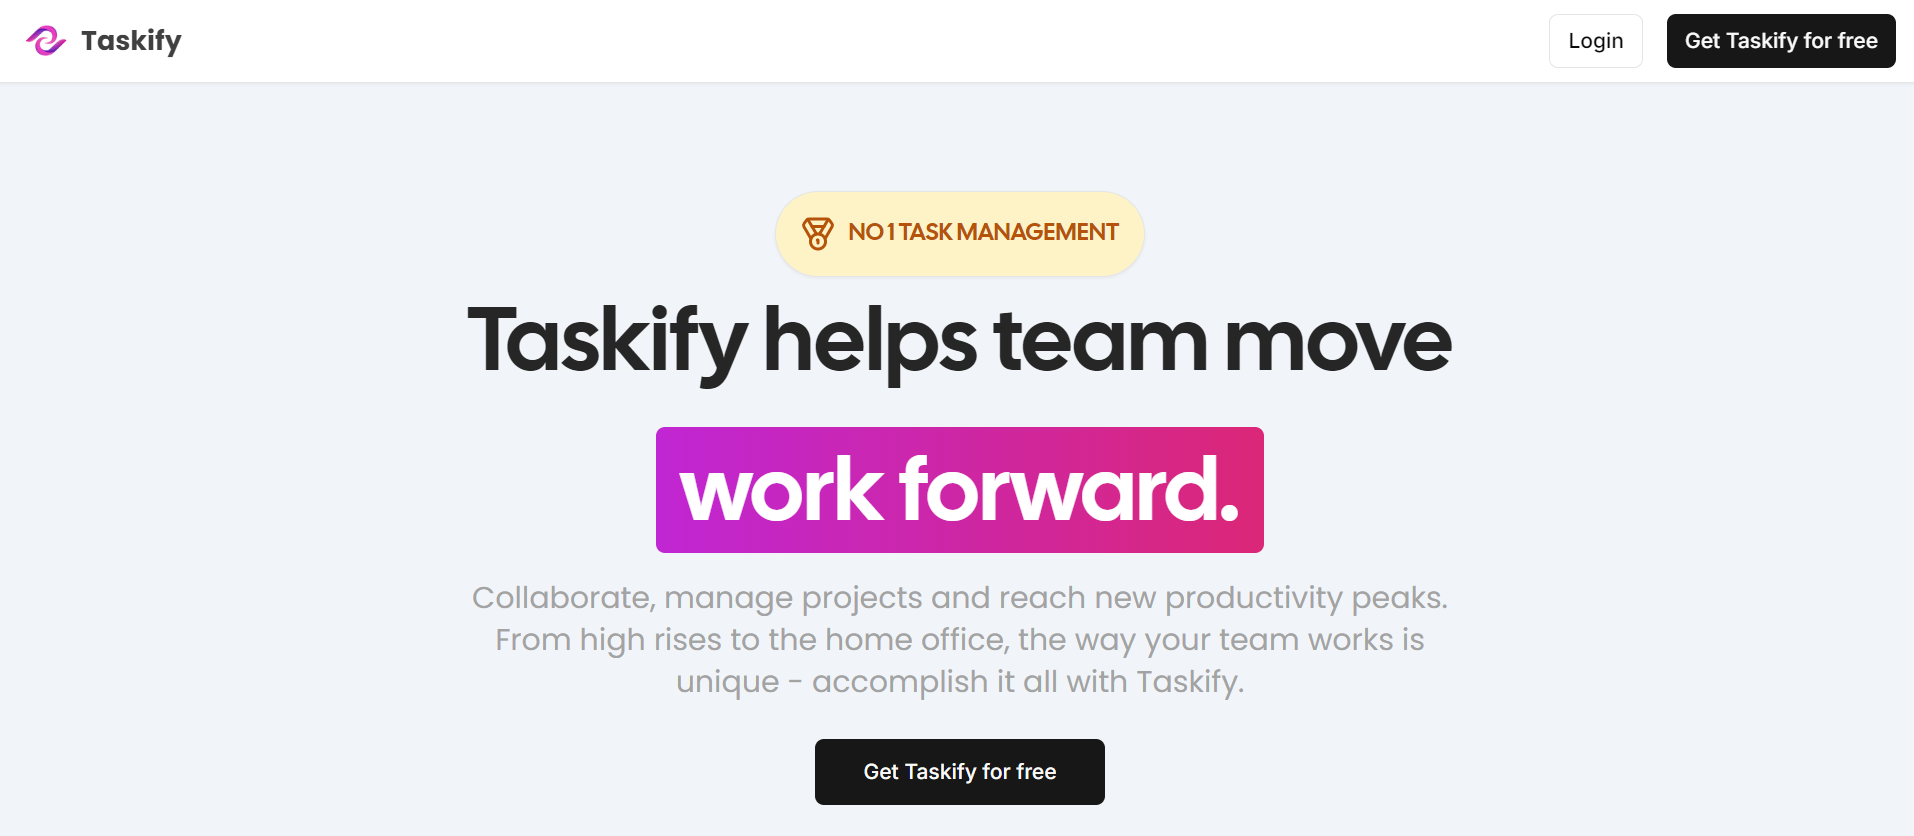 Taskify
Login
Get Taskify for free
NO 1 TASK MANAGEMENT
Taskify helps team move
work forward.
Collaborate, manage projects and reach new productivity peaks.
From high rises to the home office, the way your team works is
unique - accomplish it all with Taskify.
Get Taskify for free